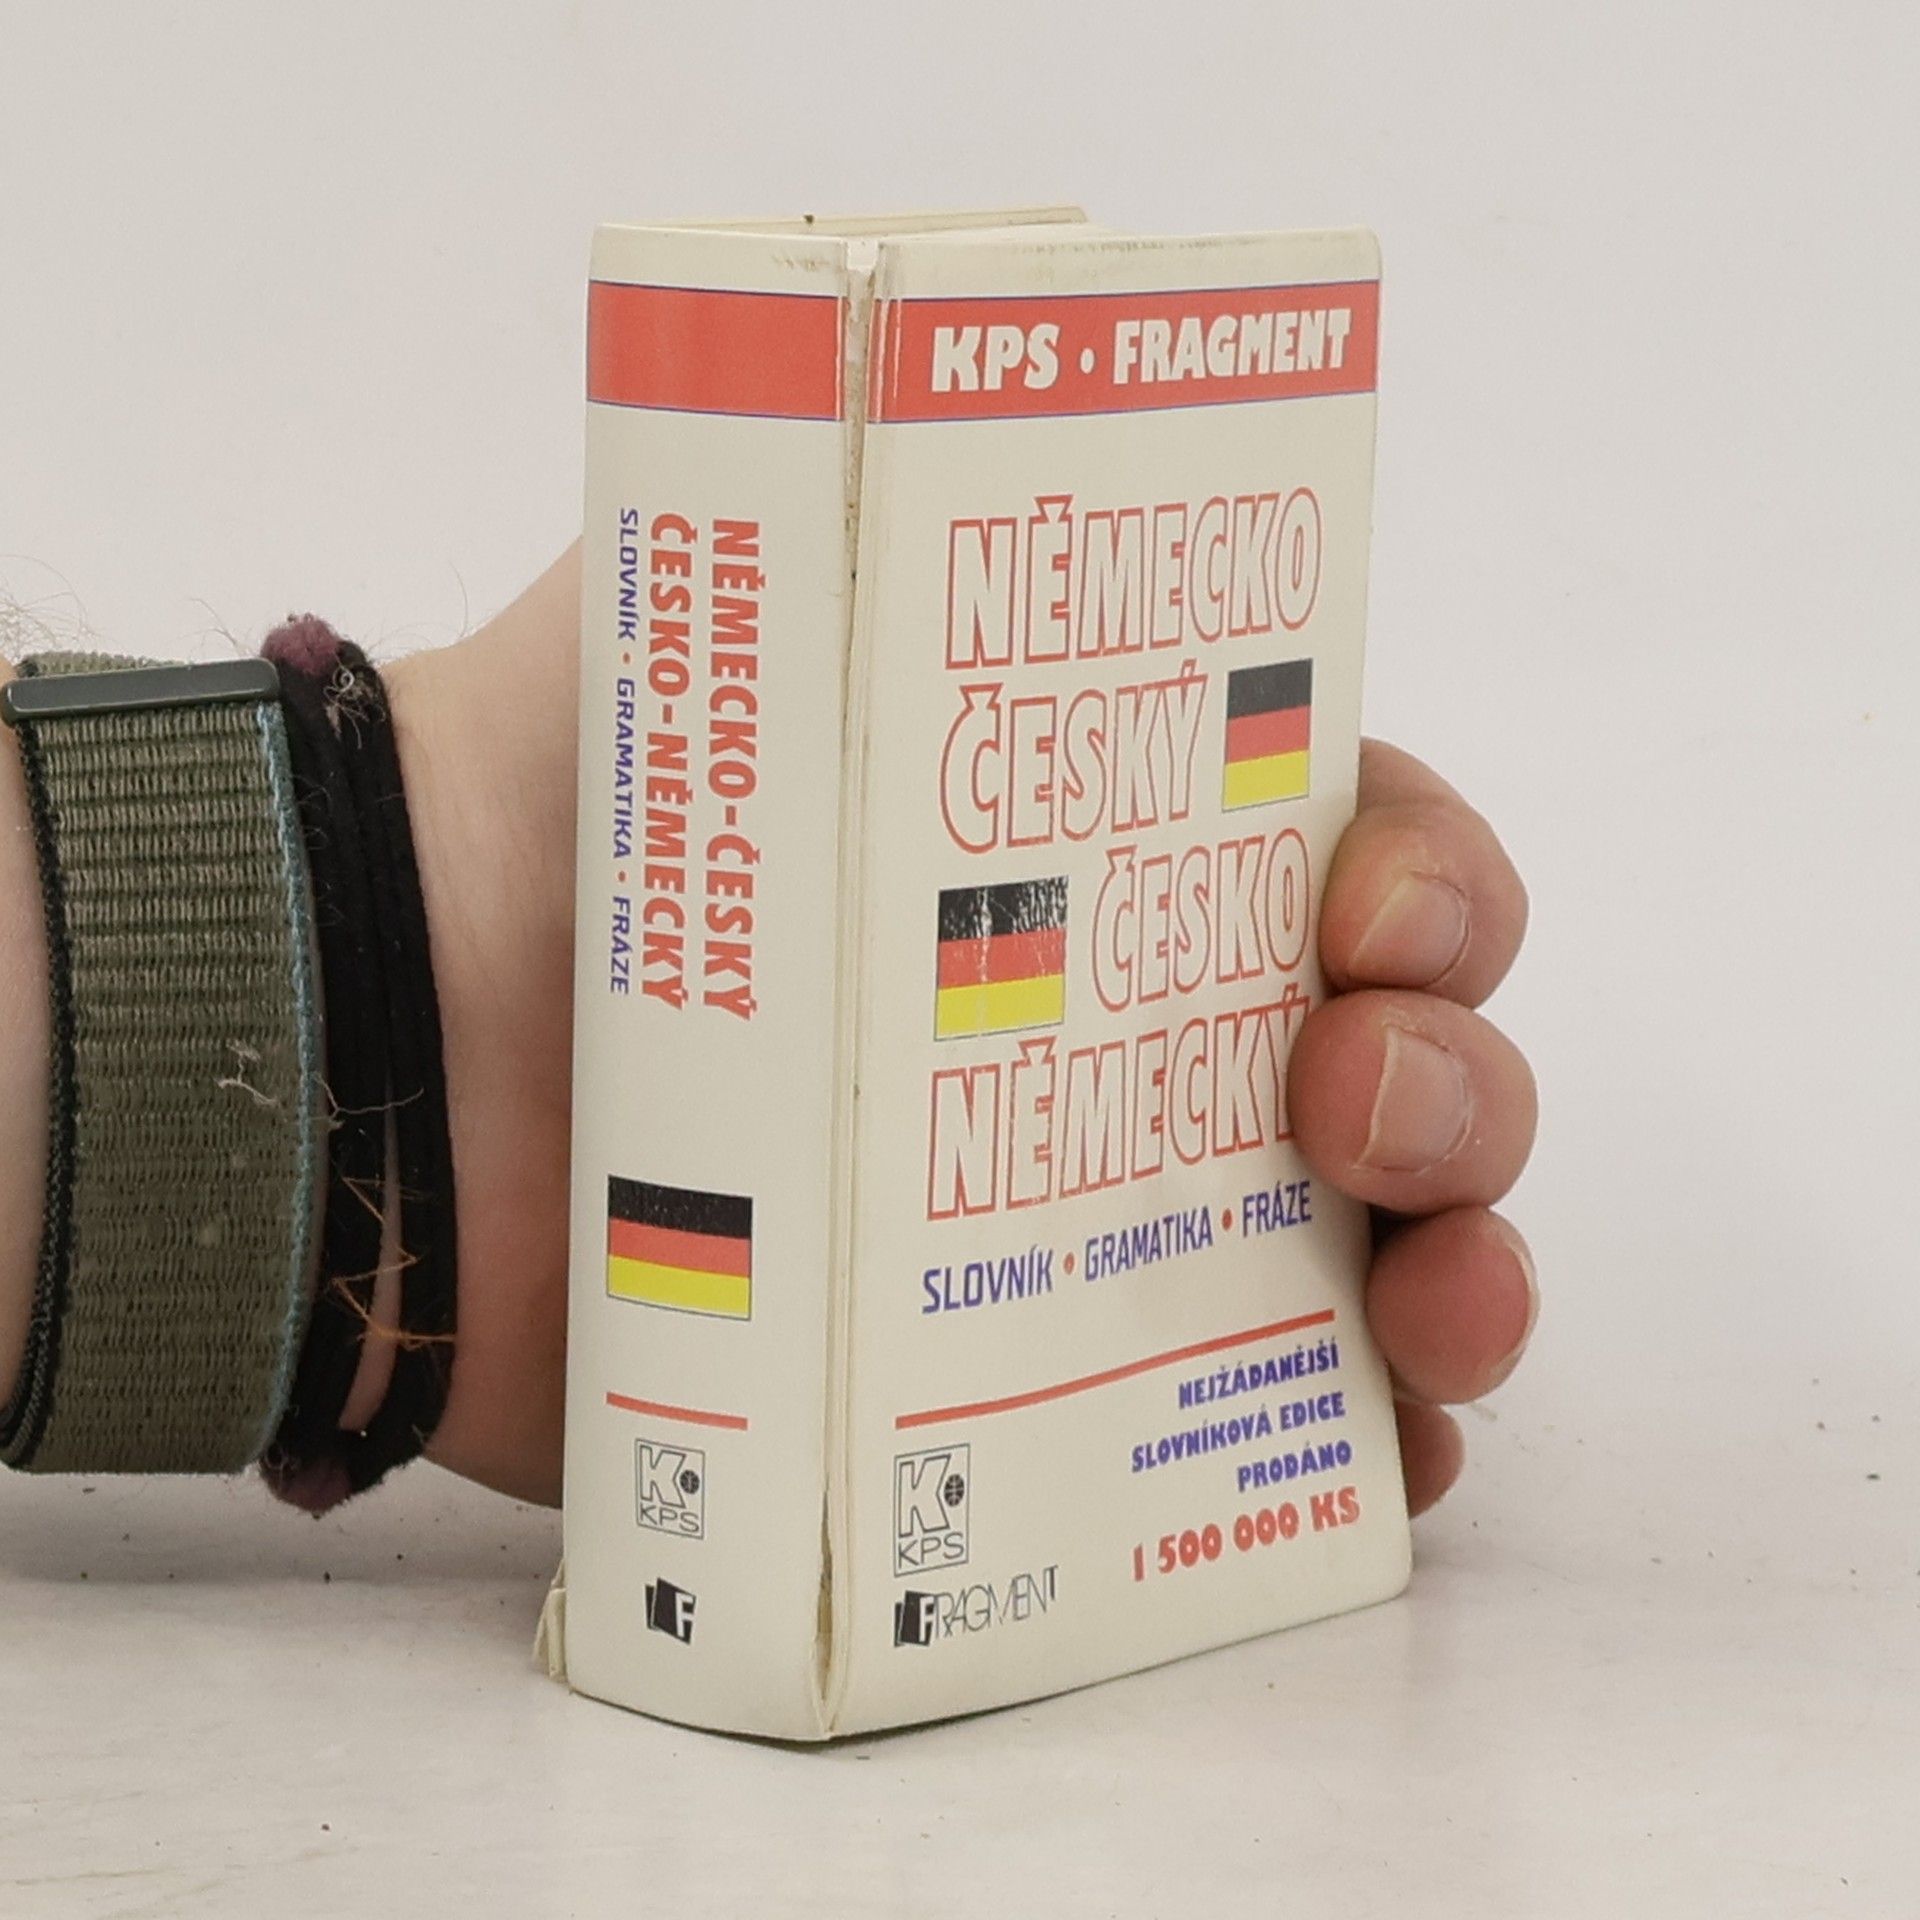 NĚMECKO-ČESKÝ
ČESKO-NĚMECKÝ
SLOVNÍK • GRAMATIKA • FRÁZE
K
KPS
F
KPS • FRAGMENT
NĚMECKO
ČESKÝ
ČESKO
NĚMECKÝ
SLOVNÍK • GRAMATIKA • FRÁZE
NEJŽÁDANĚJŠÍ
SLOVNÍKOVÁ EDICE
PRODÁNO
1 500 000 KS
K
KPS
FRAGMENT